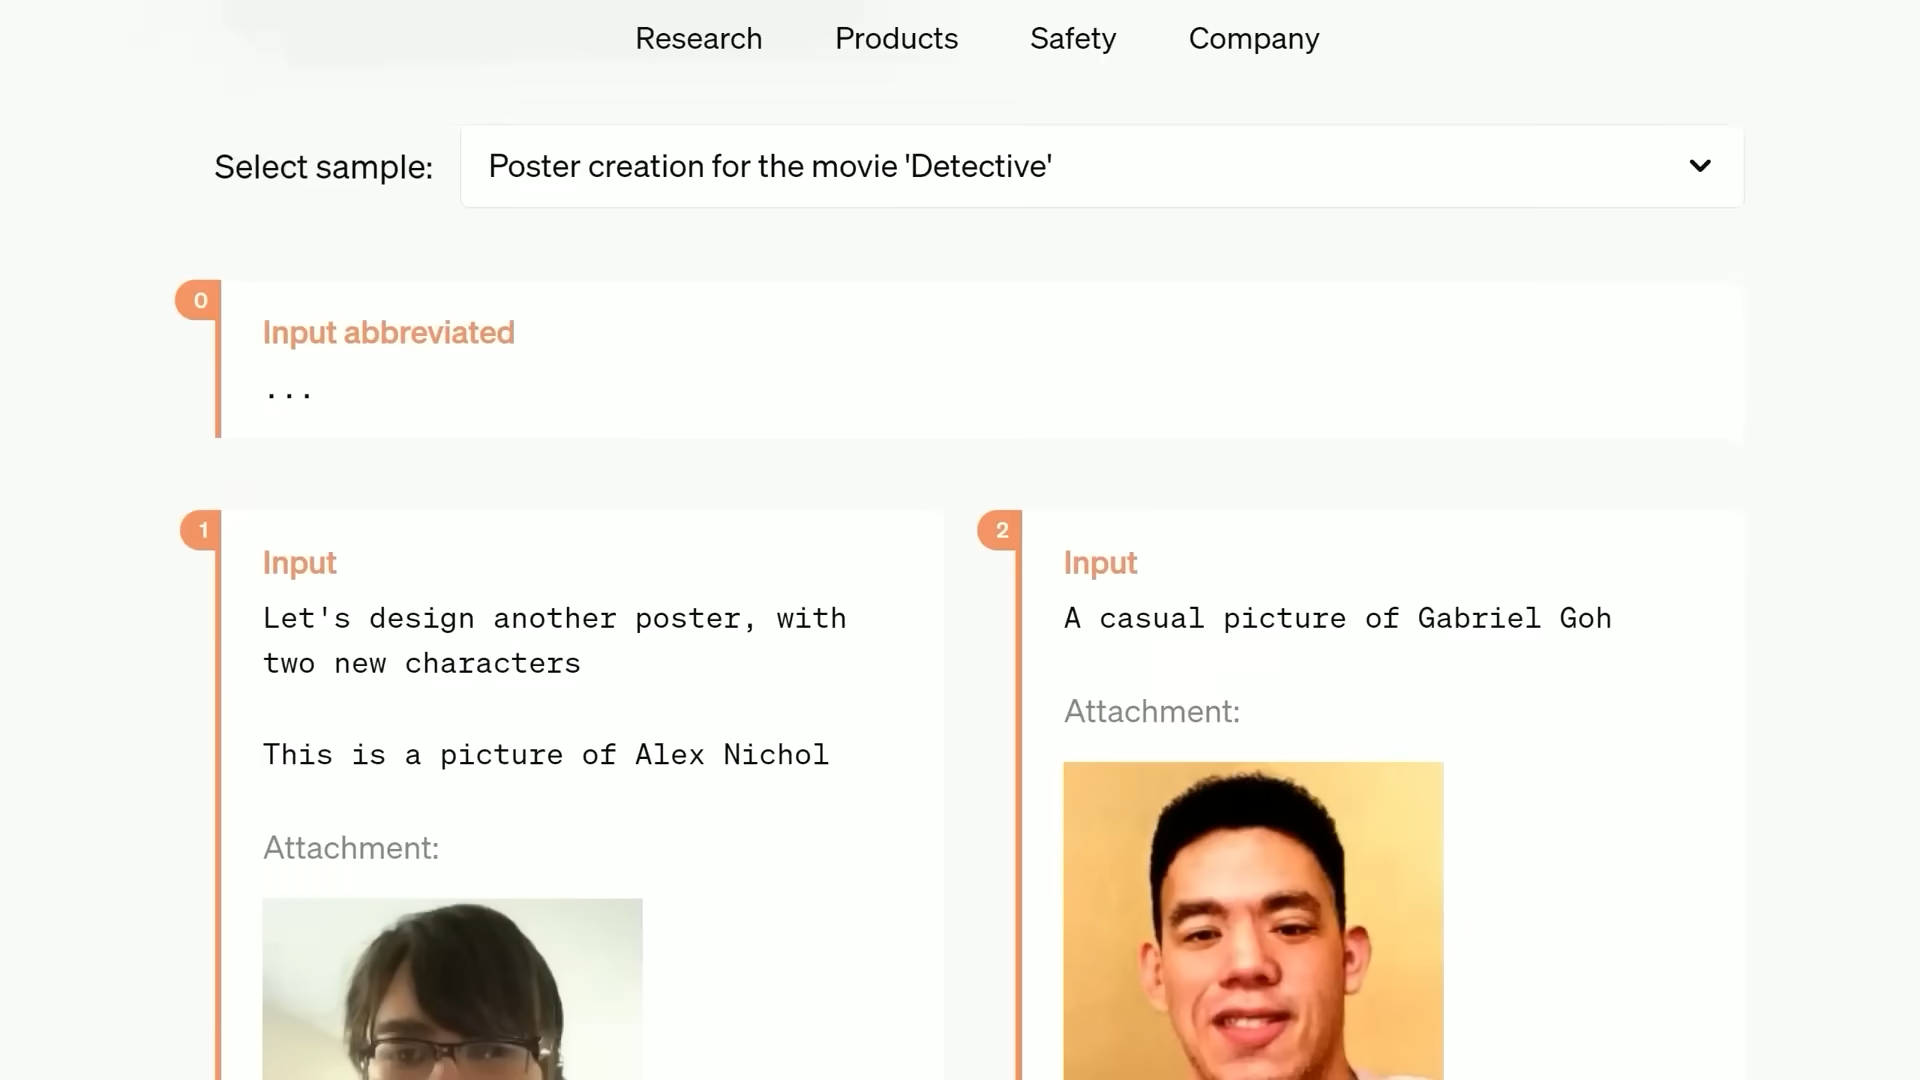 Research Products Safety Company
Select sample: Poster creation for the movie 'Detective'
0
Input abbreviated
...
1
Input
Let's design another poster, with
two new characters
This is a picture of Alex Nichol
Attachment:
2
Input
A casual picture of Gabriel Goh
Attachment: